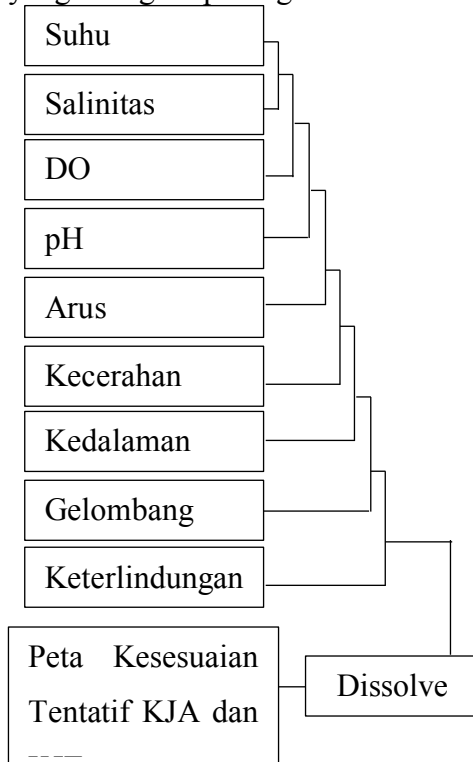 Suhu
Salinitas
DO
pH
Arus
Kecerahan
Kedalaman
Gelombang
Keterlindungan
Peta Kesesuaian
Tentatif KJA dan
Dissolve